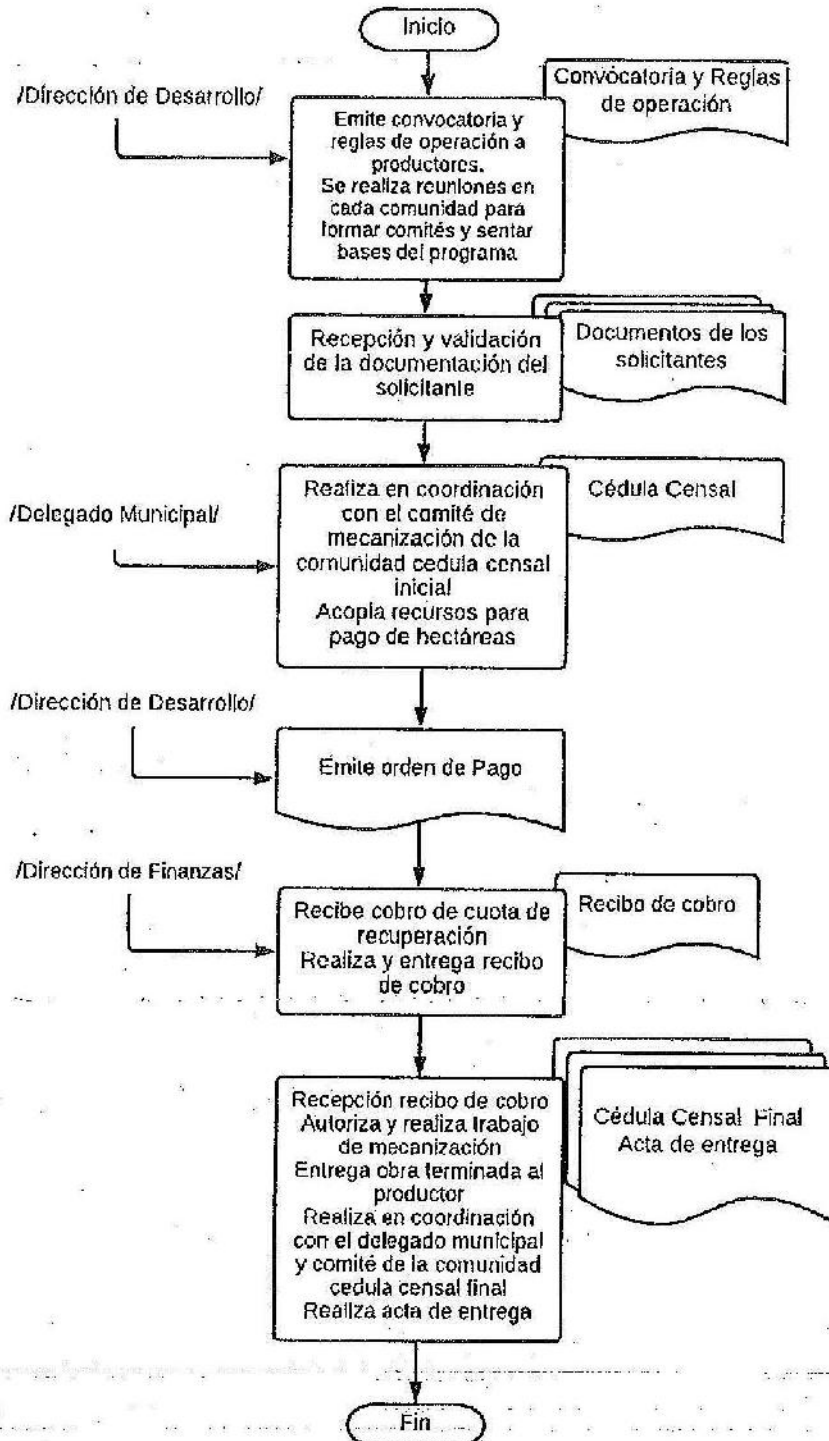 Inicio
/Dirección de Desarrollo/
Convocatoria y Reglas
de operación
Emite convocatoria y
reglas de operación a
productores.
Se realiza reuniones en
cada comunidad para
formar comités y sentar
bases del programa
Recepción y validación
de la documentación del
solicitante
Documentos de los
solicitantes
/Delegado Municipal/
Realiza en coordinación
con el comité de
mecanización de la
comunidad cedula censal
inicial
Acopia recursos para
pago de hectáreas
Cédula Censal
/Dirección de Desarrollo/
Emite orden de Pago
/Dirección de Finanzas/
Recibe cobro de cuota de
recuperación
Realiza y entrega recibo
de cobro
Recibo de cobro
Recepción recibo de cobro
Autoriza y realiza trabajo
de mecanización
Entrega obra terminada al
productor
Realiza en coordinación
con el delegado municipal
y comité de la comunidad
cedula censal final
Realiza acta de entrega
Cédula Censal Final
Acta de entrega
Fin